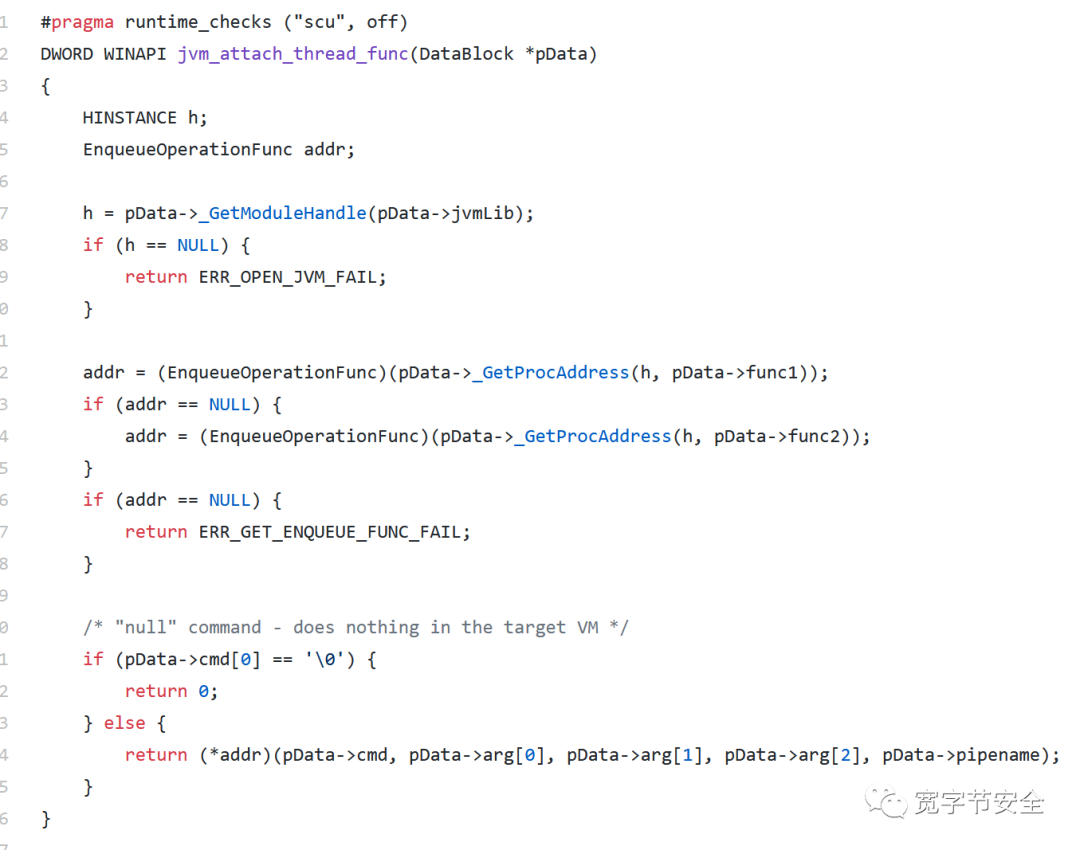 1 #pragma runtime_checks ("scu", off)
2 DWORD WINAPI jvm_attach_thread_func(DataBlock *pData)
3 {
4 HINSTANCE h;
5 EnqueueOperationFunc addr;
6
7 h = pData->_GetModuleHandle(pData->jvmLib);
8 if (h == NULL) {
9 return ERR_OPEN_JVM_FAIL;
0 }
1
2 addr = (EnqueueOperationFunc)(pData->_GetProcAddress(h, pData->func1));
3 if (addr == NULL) {
4 addr = (EnqueueOperationFunc)(pData->_GetProcAddress(h, pData->func2));
5 }
6 if (addr == NULL) {
7 return ERR_GET_ENQUEUE_FUNC_FAIL;
8 }
9
0 /* "null" command - does nothing in the target VM */
1 if (pData->cmd[0] == '\0') {
2 return 0;
3 } else {
4 return (*addr)(pData->cmd, pData->arg[0], pData->arg[1], pData->arg[2], pData->pipename);
5 }
宽字节安全
6 }
7